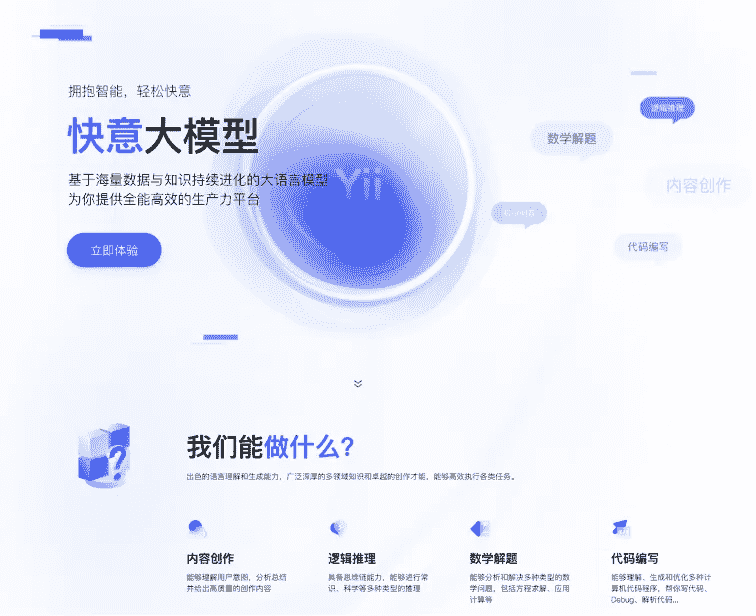 拥抱智能，轻松快意
快意大模型
Yii
基于海量数据与知识持续进化的大语言模型
为你提供全能高效的生产力平台
立即体验
逻辑推理
数学解题
内容创作
代码编写
我们能做什么?
出色的语言理解和生成能力，广泛深厚的多领域知识和卓越的创作才能，能够高效执行各类任务。
内容创作
能够理解用户意图，分析总结
并给出高质量的创作内容
逻辑推理
具备思维链能力，能够进行常
识、科学等多种类型的推理
数学解题
能够分析和解决多种类型的数
学问题，包括方程求解、应用
计算等
代码编写
能够理解、生成和优化多种计
算机代码程序，帮你写代码、
Debug、解析代码...